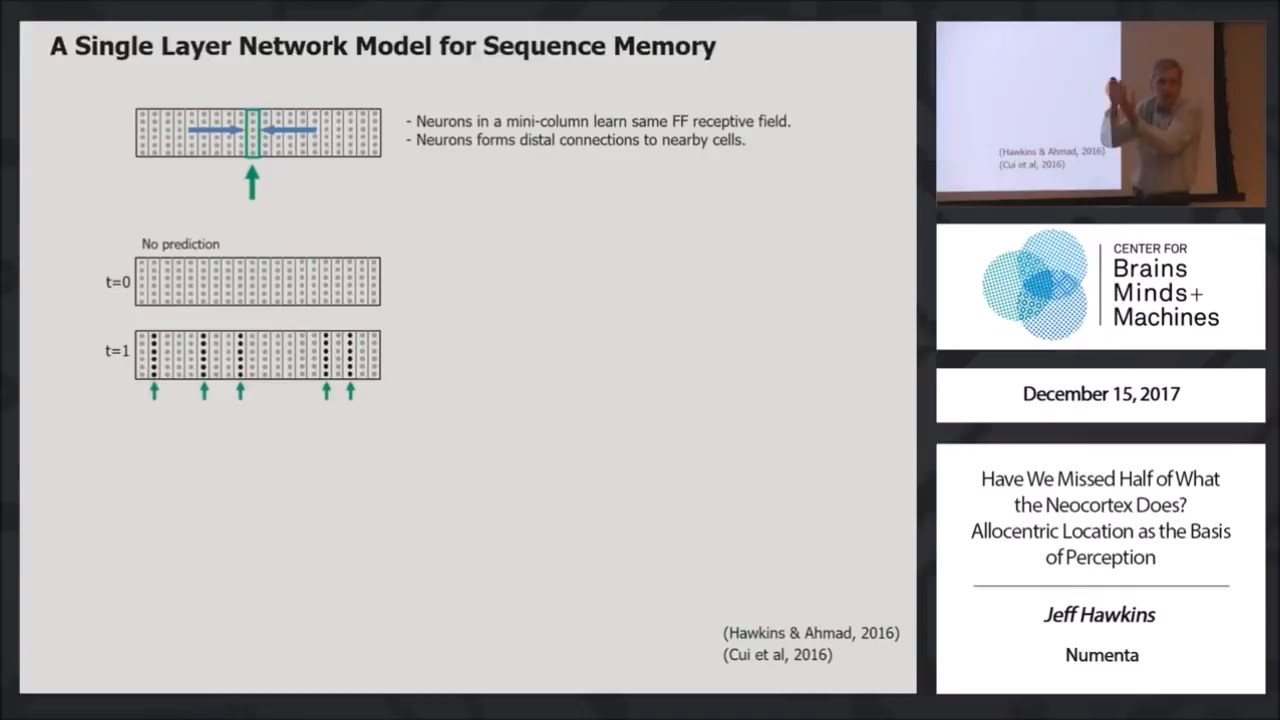 A Single Layer Network Model for Sequence Memory
- Neurons in a mini-column learn same FF receptive field.
- Neurons forms distal connections to nearby cells.
No prediction
t=0
t=1
(Hawkins & Ahmad, 2016)
(Cui et al, 2016)
(Hawkins & Ahmad, 2016)
(Cui et al, 2016)
CENTER FOR
Brains
Minds+
Machines
December 15, 2017
Have We Missed Half of What
the Neocortex Does?
Allocentric Location as the Basis
of Perception
Jeff Hawkins
Numenta